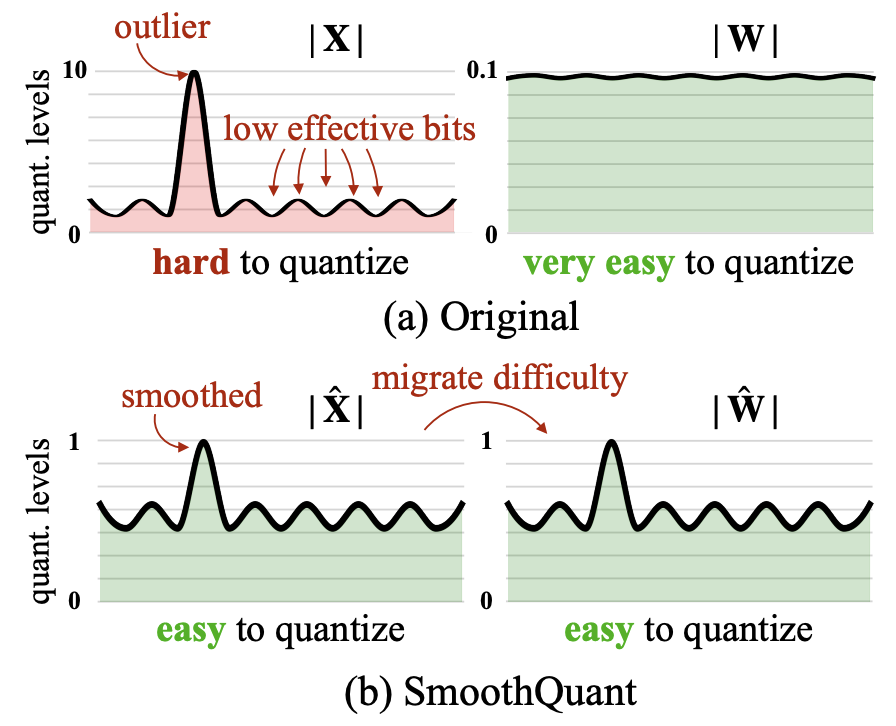 outlier
|X|
|W|
10
0.1
quant. levels
low effective bits
0
0
hard to quantize
very easy to quantize
(a) Original
migrate difficulty
smoothed
|X̂|
|Ŵ|
1
1
quant. levels
0
0
easy to quantize
easy to quantize
(b) SmoothQuant